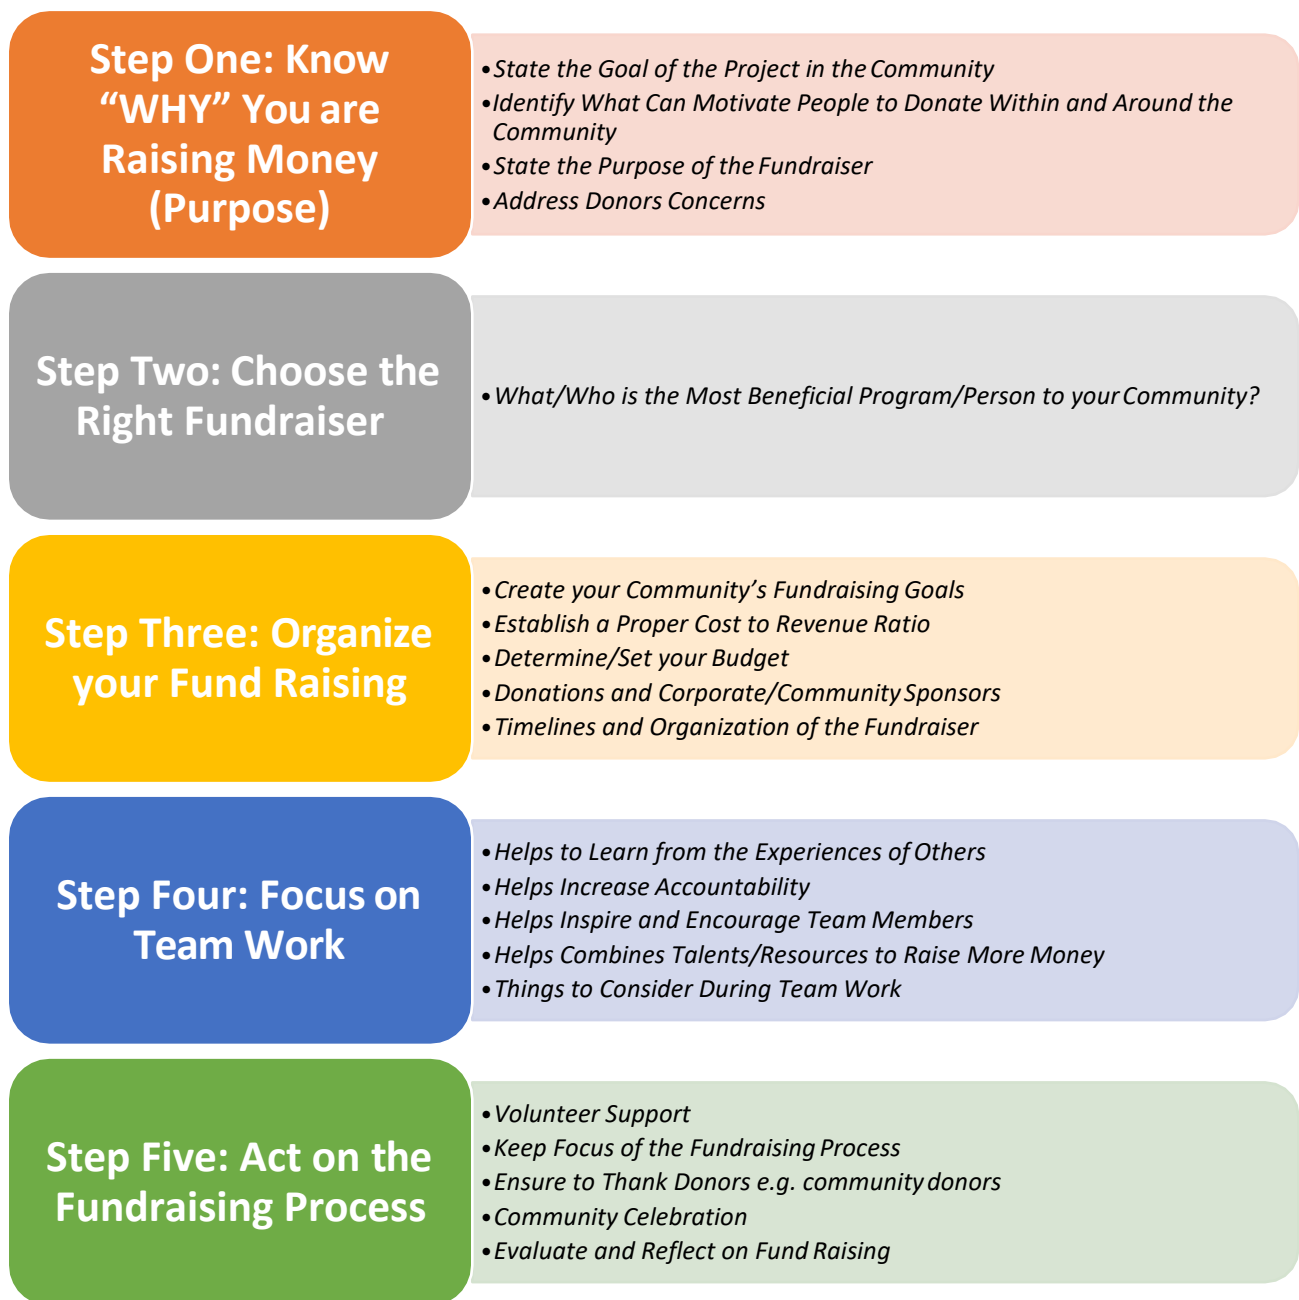 Step One: Know
“WHY” You are
Raising Money
(Purpose)
•State the Goal of the Project in the Community
•Identify What Can Motivate People to Donate Within and Around the
Community
•State the Purpose of the Fundraiser
•Address Donors Concerns
Step Two: Choose the
Right Fundraiser
•What/Who is the Most Beneficial Program/Person to your Community?
Step Three: Organize
your Fund Raising
•Create your Community’s Fundraising Goals
•Establish a Proper Cost to Revenue Ratio
•Determine/Set your Budget
•Donations and Corporate/Community Sponsors
•Timelines and Organization of the Fundraiser
Step Four: Focus on
Team Work
•Helps to Learn from the Experiences of Others
•Helps Increase Accountability
•Helps Inspire and Encourage Team Members
•Helps Combines Talents/Resources to Raise More Money
•Things to Consider During Team Work
Step Five: Act on the
Fundraising Process
•Volunteer Support
•Keep Focus of the Fundraising Process
•Ensure to Thank Donors e.g. community donors
•Community Celebration
•Evaluate and Reflect on Fund Raising